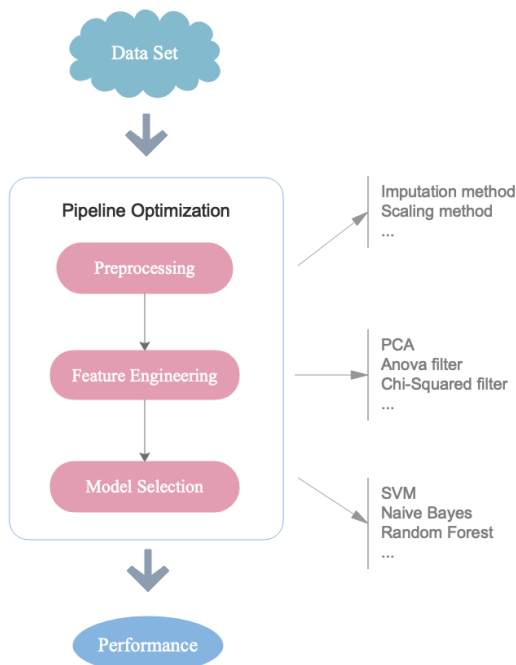 Data Set
Pipeline Optimization
Preprocessing
Imputation method
Scaling method
...
Feature Engineering
PCA
Anova filter
Chi-Squared filter
...
Model Selection
SVM
Naive Bayes
Random Forest
...
Performance